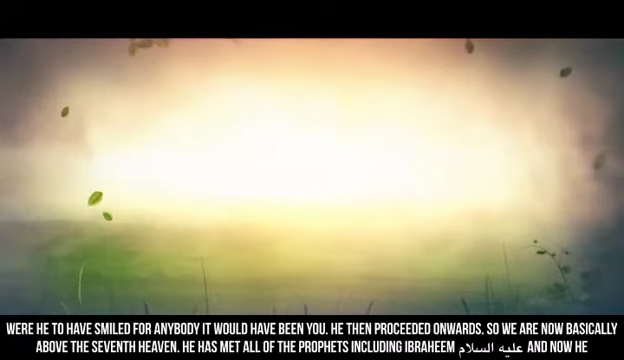 WERE HE TO HAVE SMILED FOR ANYBODY IT WOULD HAVE BEEN YOU. HE THEN PROCEEDED ONWARDS. SO WE ARE NOW BASICALLY
ABOVE THE SEVENTH HEAVEN. HE HAS MET ALL OF THE PROPHETS INCLUDING IBRAHEEM عليه السلام AND NOW HE